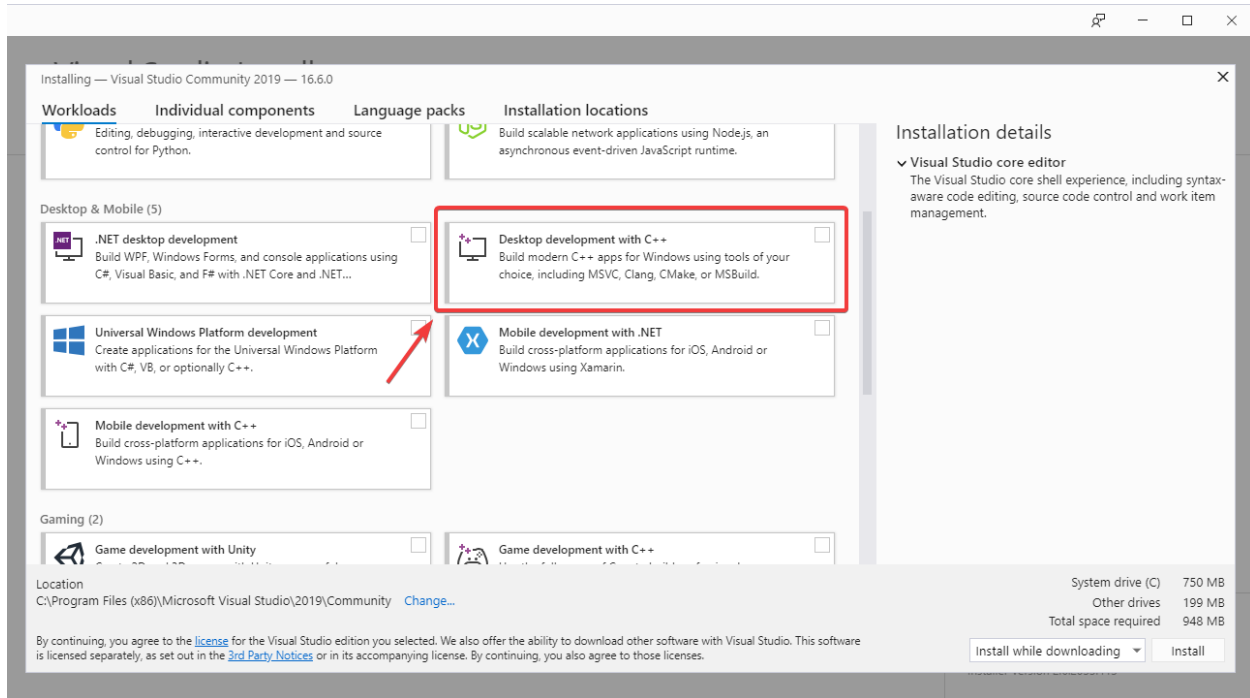 Installing — Visual Studio Community 2019 — 16.6.0
Workloads
Individual components
Language packs
Installation locations
Editing, debugging, interactive development and source
control for Python.
Build scalable network applications using Node.js, an
asynchronous event-driven JavaScript runtime.
Desktop & Mobile (5)
.NET
.NET desktop development
Build WPF, Windows Forms, and console applications using
C#, Visual Basic, and F# with .NET Core and .NET...
Desktop development with C++
Build modern C++ apps for Windows using tools of your
choice, including MSVC, Clang, CMake, or MSBuild.
Universal Windows Platform development
Create applications for the Universal Windows Platform
with C#, VB, or optionally C++.
Mobile development with .NET
Build cross-platform applications for iOS, Android or
Windows using Xamarin.
Mobile development with C++
Build cross-platform applications for iOS, Android or
Windows using C++.
Gaming (2)
Game development with Unity
Game development with C++
Installation details
Visual Studio core editor
The Visual Studio core shell experience, including syntax-
aware code editing, source code control and work item
management.
Location
C:\Program Files (x86)\Microsoft Visual Studio\2019\Community Change...
By continuing, you agree to the license for the Visual Studio edition you selected. We also offer the ability to download other software with Visual Studio. This software
is licensed separately, as set out in the 3rd Party Notices or in its accompanying license. By continuing, you also agree to those licenses.
System drive (C) 750 MB
Other drives 199 MB
Total space required 948 MB
Install while downloading
Install